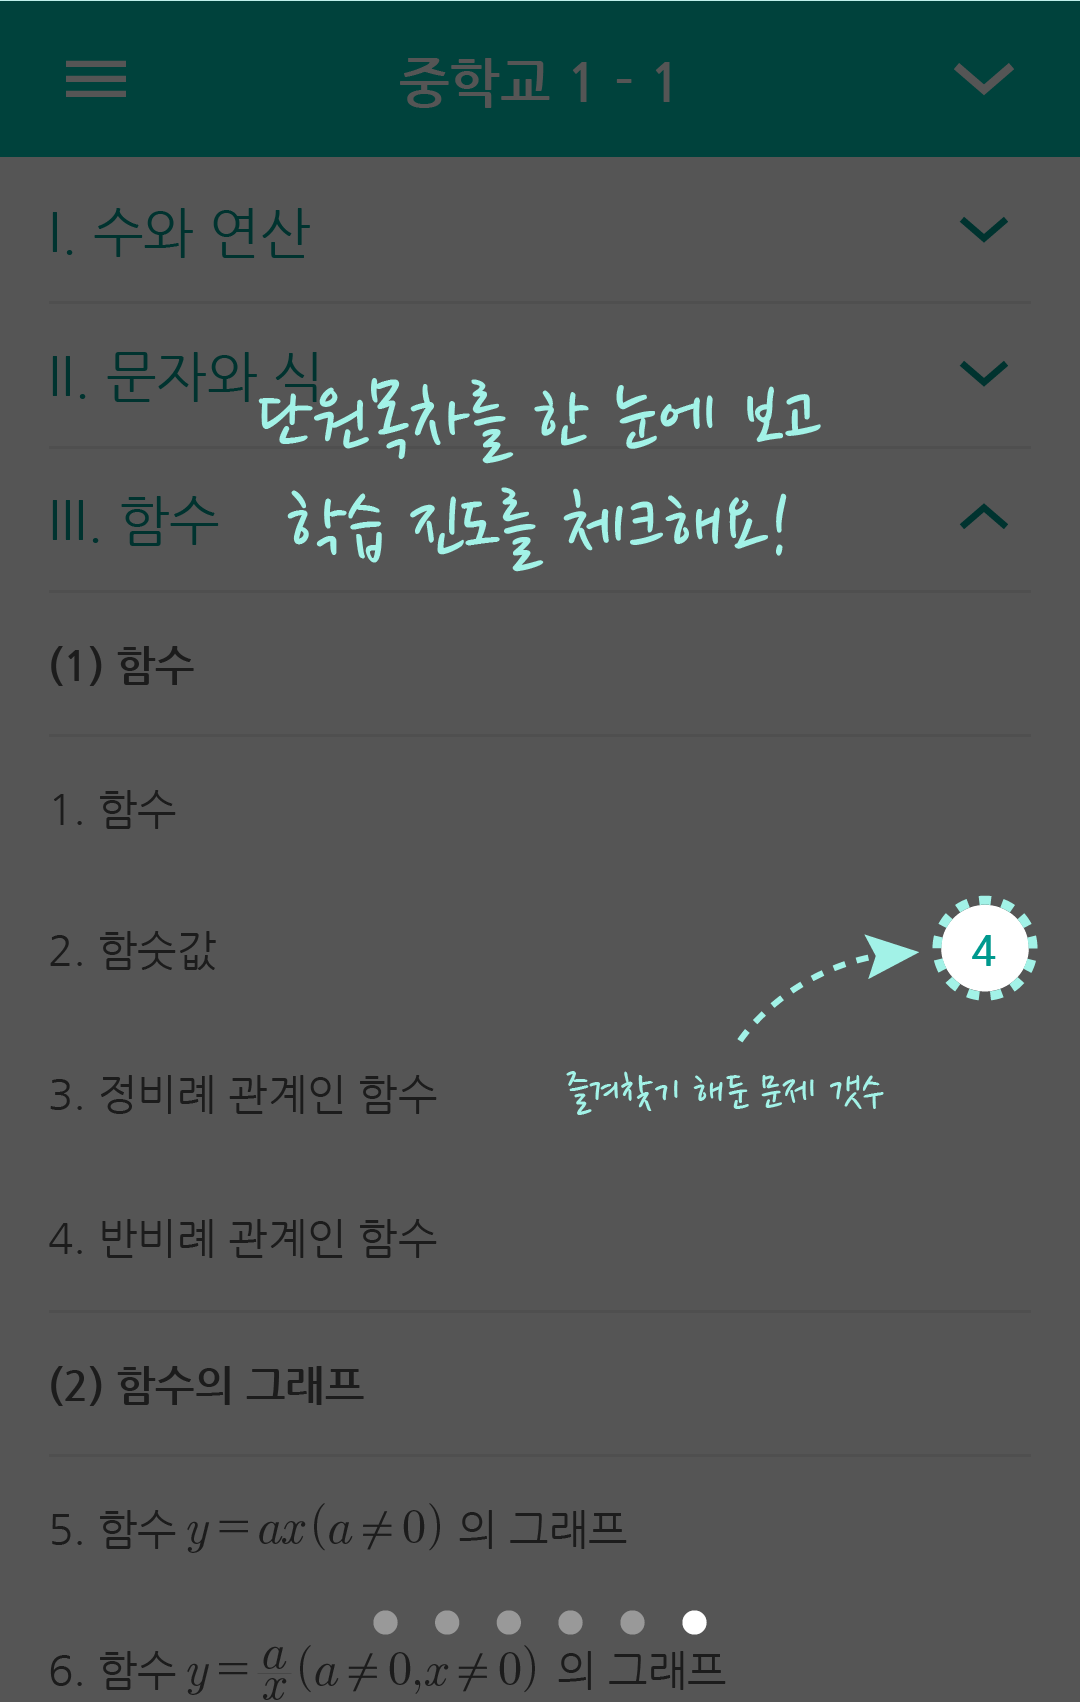 중학교 1 - 1
I. 수와 연산
II. 문자와 식
단원목차를 한 눈에 보고
III. 함수
학습 진도를 체크해요!
(1) 함수
1. 함수
2. 함숫값
4
3. 정비례 관계인 함수
즐겨찾기 해둔 문제 갯수
4. 반비례 관계인 함수
(2) 함수의 그래프
5. 함수 y = ax (a ≠ 0) 의 그래프
6. 함수 y = a/x (a ≠ 0, x ≠ 0) 의 그래프